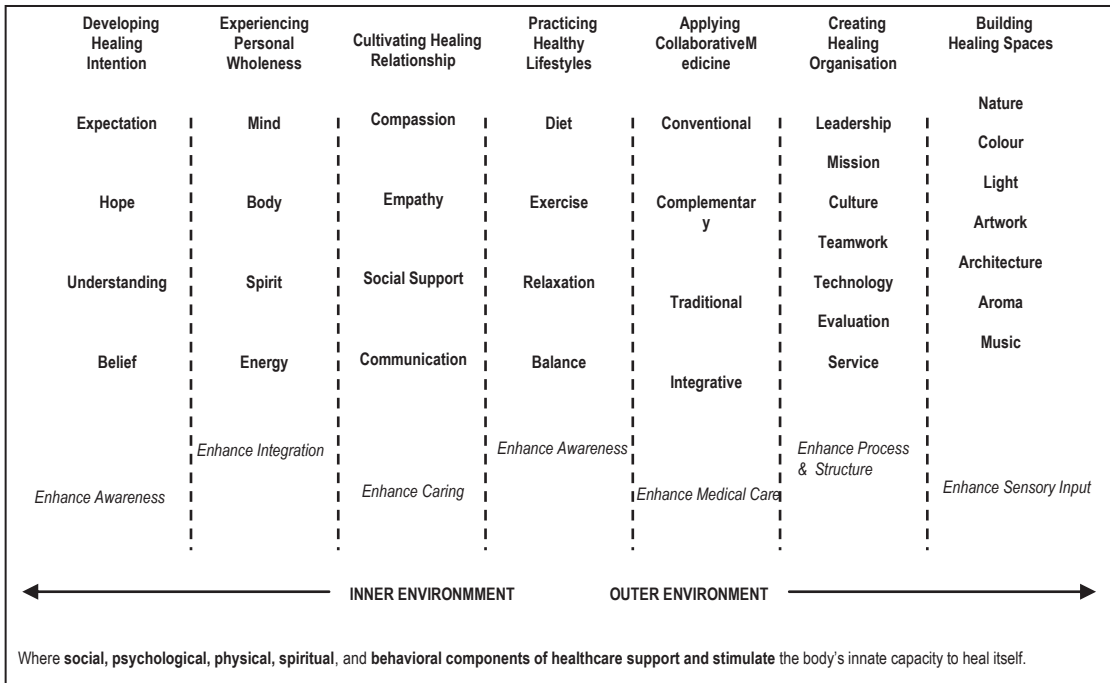 Developing
Healing
Intention
Expectation
Hope
Understanding
Belief
Enhance Awareness
Experiencing
Personal
Wholeness
Mind
Body
Spirit
Energy
Enhance Integration
Cultivating Healing
Relationship
Compassion
Empathy
Social Support
Communication
Enhance Caring
Practicing
Healthy
Lifestyles
Diet
Exercise
Relaxation
Balance
Enhance Awareness
Applying
CollaborativeM
edicine
Conventional
Complementar
y
Traditional
Integrative
Enhance Medical Care
Creating
Healing
Organisation
Leadership
Mission
Culture
Teamwork
Technology
Evaluation
Service
Enhance Process
& Structure
Building
Healing Spaces
Nature
Colour
Light
Artwork
Architecture
Aroma
Music
Enhance Sensory Input
INNER ENVIRONMMENT
OUTER ENVIRONMENT
Where social, psychological, physical, spiritual, and behavioral components of healthcare support and stimulate the body's innate capacity to heal itself.